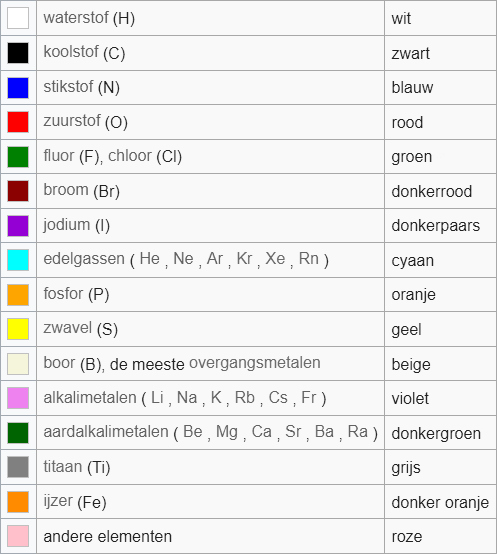 waterstof (H) wit
koolstof (C) zwart
stikstof (N) blauw
zuurstof (O) rood
fluor (F), chloor (Cl) groen
broom (Br) donkerrood
jodium (I) donkerpaars
edelgassen ( He , Ne , Ar , Kr , Xe , Rn ) cyaan
fosfor (P) oranje
zwavel (S) geel
boor (B), de meeste overgangsmetalen beige
alkalimetalen ( Li , Na , K , Rb , Cs , Fr ) violet
aardalkalimetalen ( Be , Mg , Ca , Sr , Ba , Ra ) donkergroen
titaan (Ti) grijs
ijzer (Fe) donker oranje
andere elementen roze